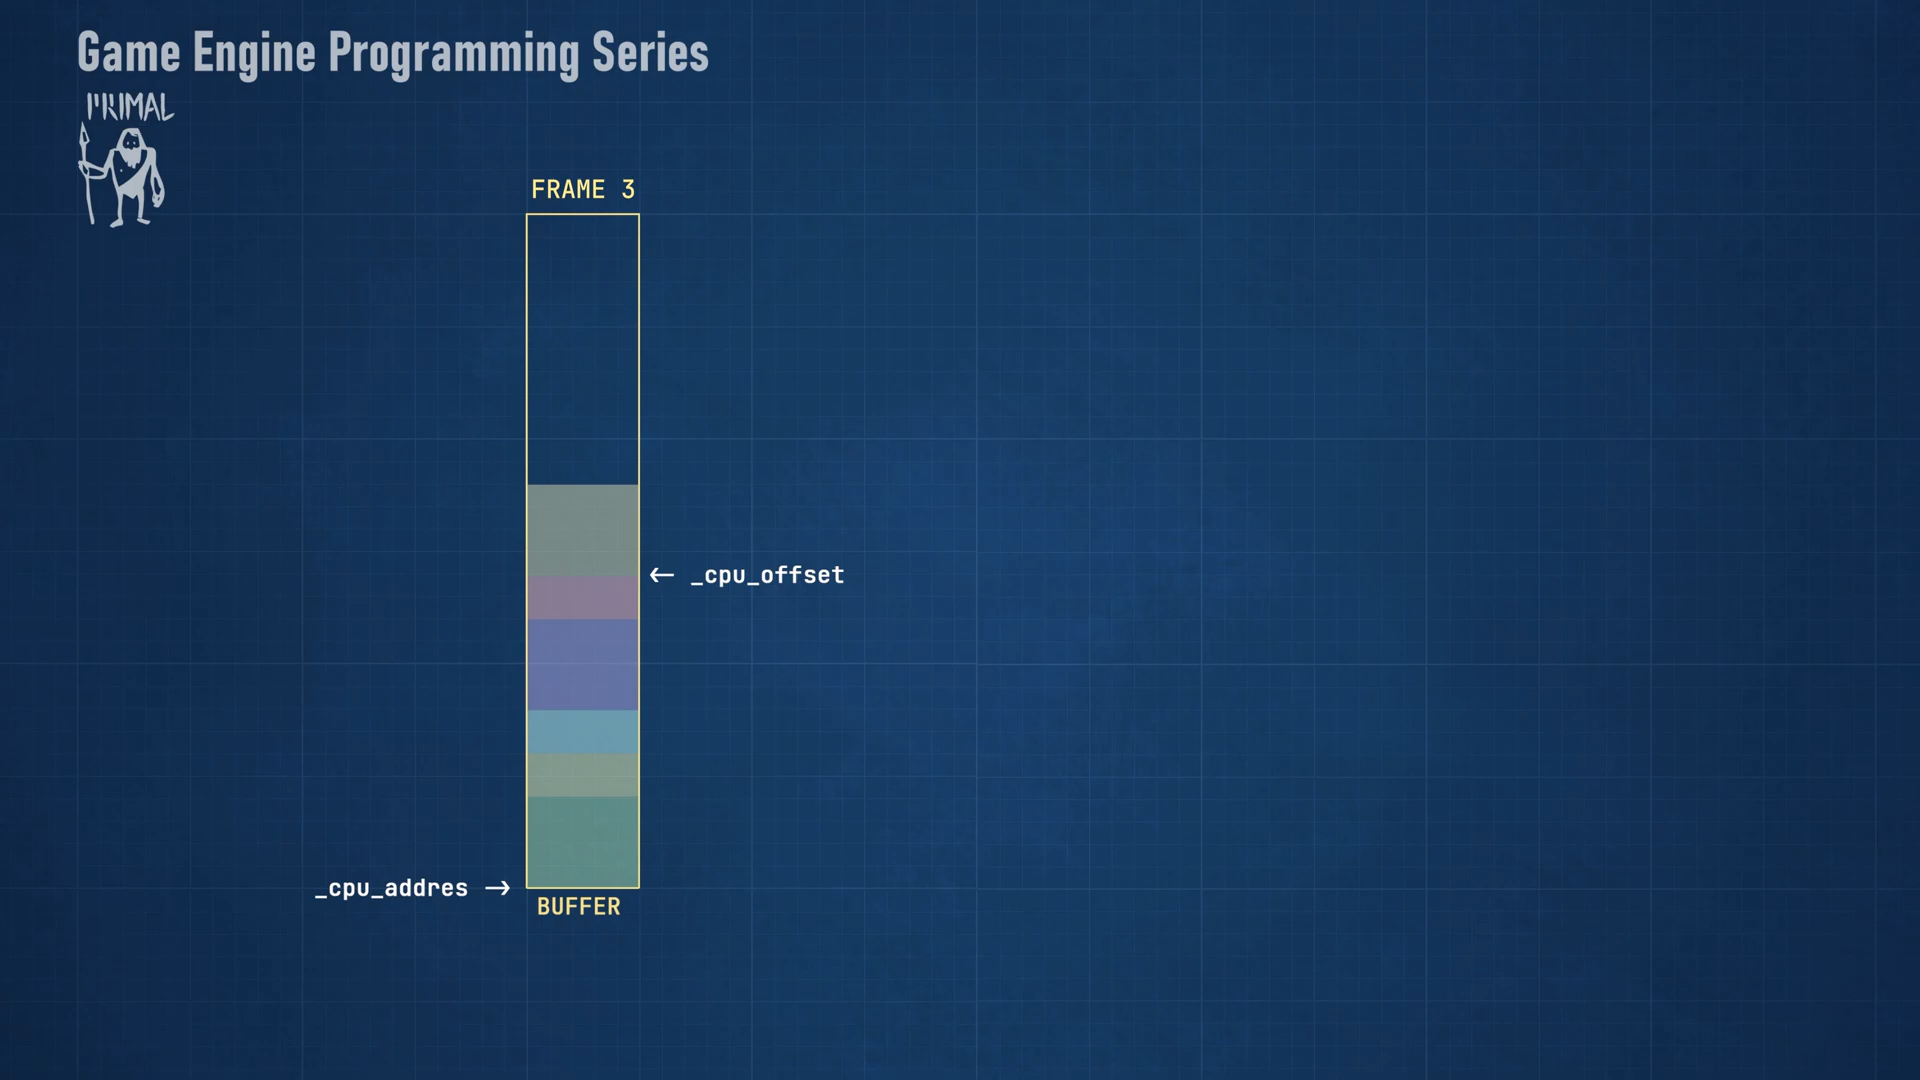 Game Engine Programming Series
PRIMAL
FRAME 3
← _cpu_offset
_cpu_addres →
BUFFER